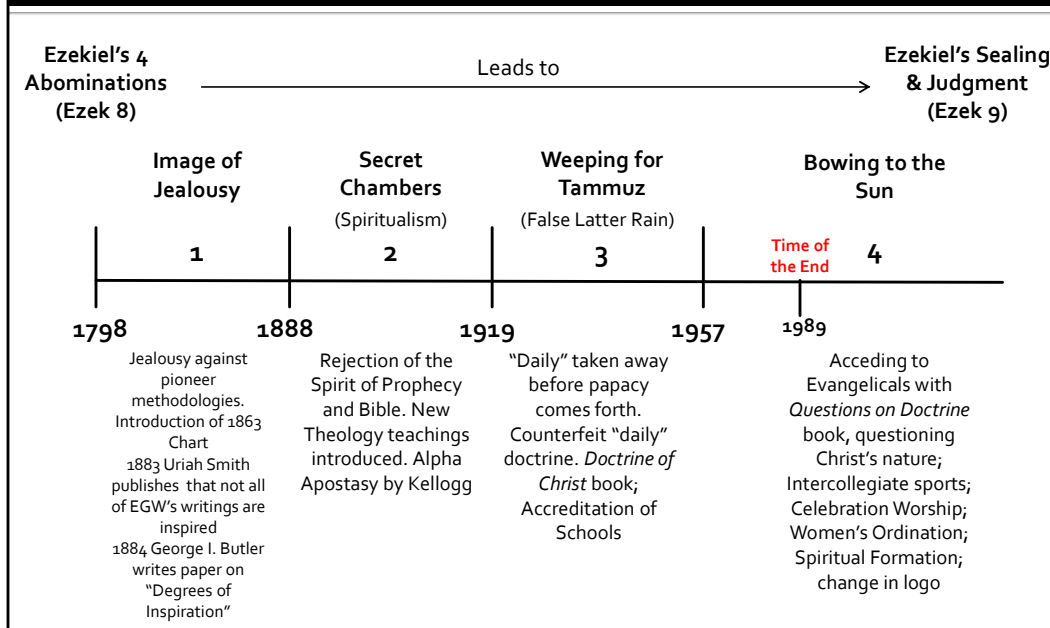 Ezekiel's 4
Abominations
(Ezek 8)
Leads to
Ezekiel's Sealing
& Judgment
(Ezek 9)
Image of
Jealousy
Secret
Chambers
(Spiritualism)
Weeping for
Tammuz
(False Latter Rain)
Bowing to the
Sun
1
2
3
Time of
the End
4
1798
1888
1919
1957
1989
Jealousy against
pioneer
methodologies.
Introduction of 1863
Chart
1883 Uriah Smith
publishes that not all
of EGW's writings are
inspired
1884 George I. Butler
writes paper on
"Degrees of
Inspiration"
Rejection of the
Spirit of Prophecy
and Bible. New
Theology teachings
introduced. Alpha
Apostasy by Kellogg
"Daily" taken away
before papacy
comes forth.
Counterfeit "daily"
doctrine. Doctrine of
Christ book;
Accreditation of
Schools
Acceding to
Evangelicals with
Questions on Doctrine
book, questioning
Christ's nature;
Intercollegiate sports;
Celebration Worship;
Women's Ordination;
Spiritual Formation;
change in logo